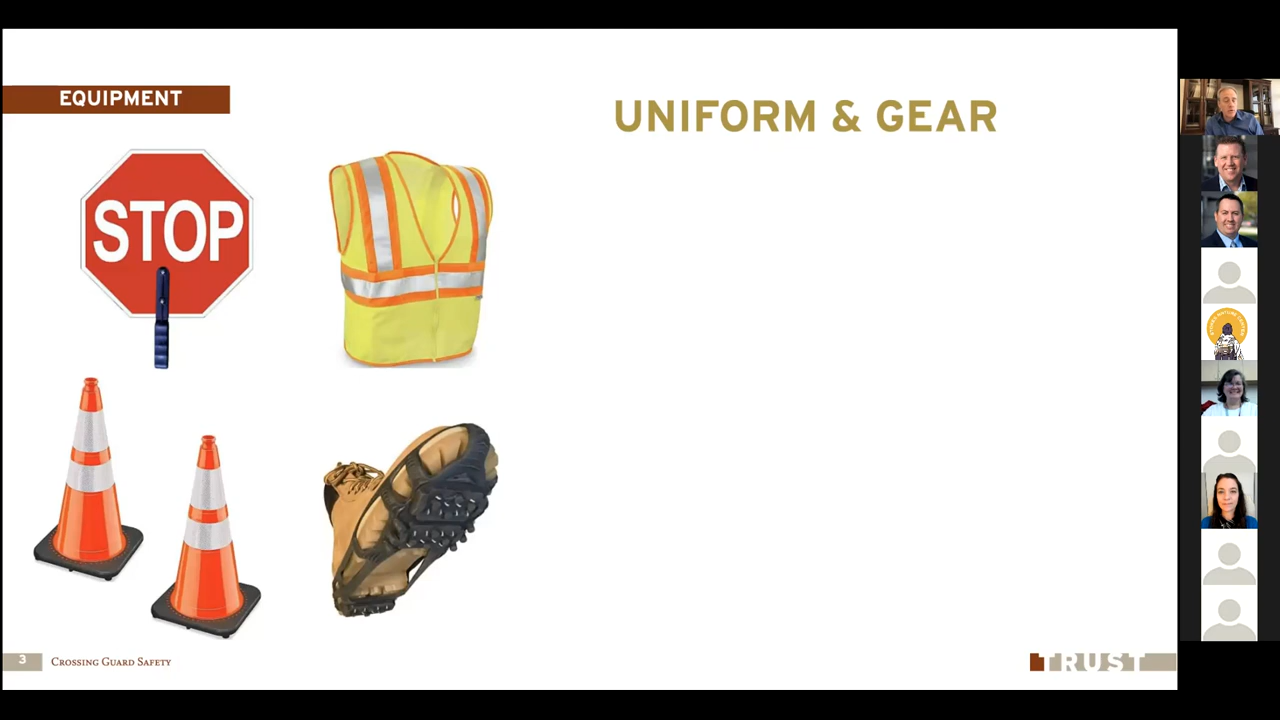 EQUIPMENT
UNIFORM & GEAR
STOP
3
Crossing Guard Safety
TRUST